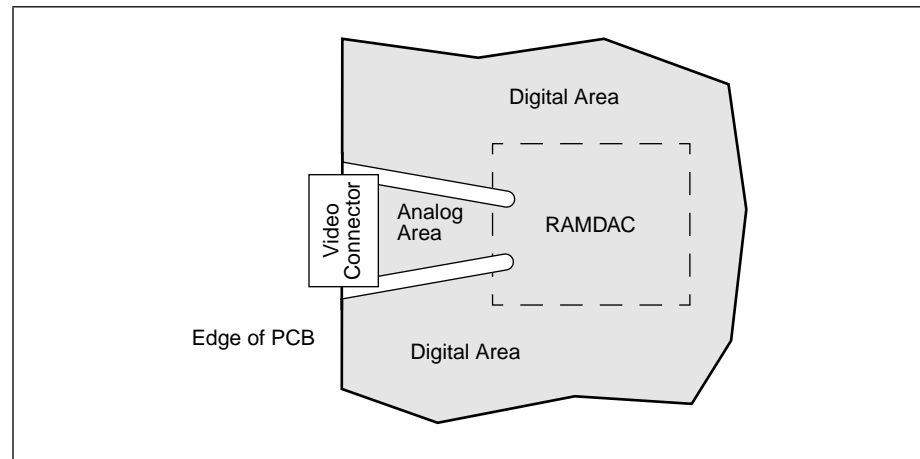 Digital Area
Video
Connector
Analog
Area
RAMDAC
Edge of PCB
Digital Area